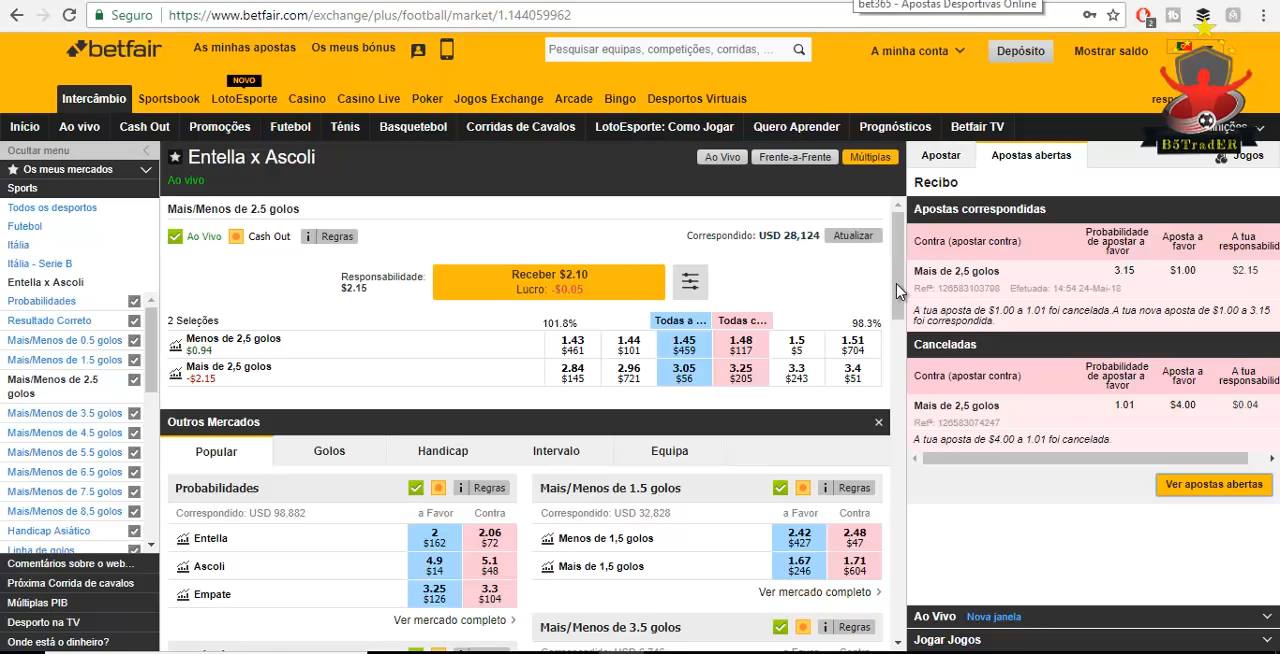 bet365 - Apostas Desportivas Online
Seguro
https://www.betfair.com/exchange/plus/football/market/1.144059962
2
betfair
As minhas apostas
Os meus bónus
Pesquisar equipas, competições, corridas, ...
A minha conta
Depósito
Mostrar saldo
NOVO
Intercâmbio
Sportsbook
LotoEsporte
Casino
Casino Live
Poker
Jogos Exchange
Arcade
Bingo
Desportos Virtuais
B5TradER
Início
Ao vivo
Cash Out
Promoções
Futebol
Ténis
Basquetebol
Corridas de Cavalos
LotoEsporte: Como Jogar
Quero Aprender
Prognósticos
Betfair TV
Ocultar menu
Os meus mercados
Sports
Todos os desportos
Futebol
Itália
Itália - Serie B
Entella x Ascoli
Probabilidades
Resultado Correto
Mais/Menos de 0.5 golos
Mais/Menos de 1.5 golos
Mais/Menos de 2.5
golos
Mais/Menos de 3.5 golos
Mais/Menos de 4.5 golos
Mais/Menos de 5.5 golos
Mais/Menos de 6.5 golos
Mais/Menos de 7.5 golos
Mais/Menos de 8,5 golos
Handicap Asiático
Linha de golos
Comentários sobre o web...
Próxima Corrida de cavalos
Múltiplas PIB
Desporto na TV
Onde está o dinheiro?
Entella x Ascoli
Ao Vivo
Frente-a-Frente
Múltiplas
Ao vivo
Mais/Menos de 2.5 golos
Ao Vivo
Cash Out
i
Regras
Correspondido: USD 28,124
Atualizar
Responsabilidade:
$2.15
Receber $2.10
Lucro: -$0.05
2 Seleções
101.8%
Todas a ...
Todas c...
98.3%
Menos de 2,5 golos
$0.94
1.43
$461
1.44
$101
1.45
$459
1.48
$117
1.5
$5
1.51
$704
Mais de 2,5 golos
-$2.15
2.84
$145
2.96
$721
3.05
$56
3.25
$205
3.3
$243
3.4
$51
Outros Mercados
Popular
Golos
Handicap
Intervalo
Equipa
Probabilidades
i
Regras
Correspondido: USD 98,882
a Favor
Contra
Entella
2
$162
2.06
$72
Ascoli
4.9
$14
5.1
$48
Empate
3.25
$126
3.3
$104
Ver mercado completo
Mais/Menos de 1.5 golos
i
Regras
Correspondido: USD 32,828
a Favor
Contra
Menos de 1,5 golos
2.42
$427
2.48
$47
Mais de 1,5 golos
1.67
$246
1.71
$604
Ver mercado completo
Mais/Menos de 3.5 golos
i
Regras
Apostar
Apostas abertas
Jogos
Recibo
Apostas correspondidas
Contra (apostar contra)
Probabilidade
de apostar a
favor
Aposta a
favor
A tua
responsabilid
Mais de 2,5 golos
3.15
$1.00
$2.15
Refª: 126583103798
Efetuada: 14:54 24-Mai-18
A tua aposta de $1.00 a 1.01 foi cancelada.A tua nova aposta de $1.00 a 3.15
foi correspondida.
Canceladas
Contra (apostar contra)
Probabilidade
de apostar a
favor
Aposta a
favor
A tua
responsabilid
Mais de 2,5 golos
1.01
$4.00
$0.04
Refª: 126583074247
A tua aposta de $4.00 a 1.01 foi cancelada.
Ver apostas abertas
Ao Vivo
Nova janela
Jogar Jogos